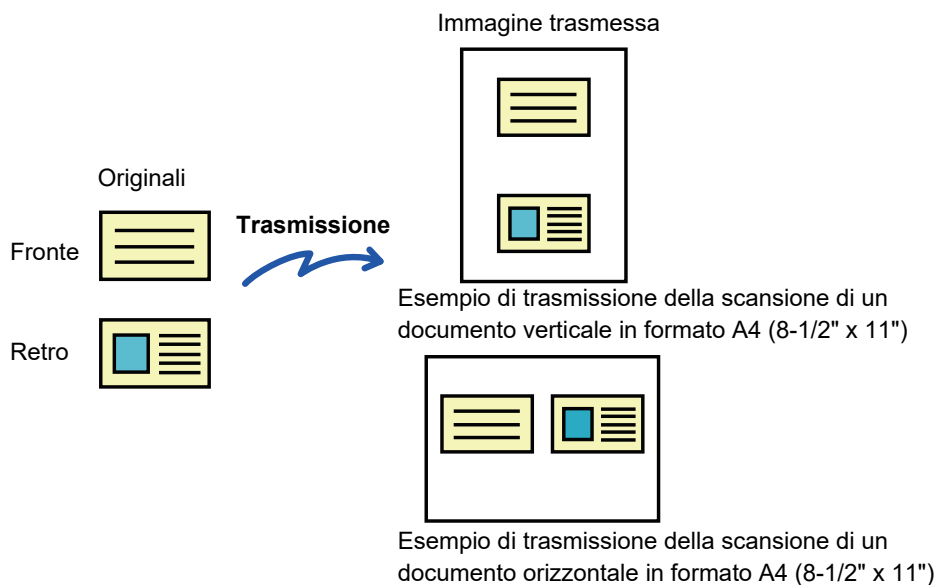 Immagine trasmessa
Originali
Fronte
Trasmissione
Retro
Esempio di trasmissione della scansione di un
documento verticale in formato A4 (8-1/2" x 11")
Esempio di trasmissione della scansione di un
documento orizzontale in formato A4 (8-1/2" x 11")